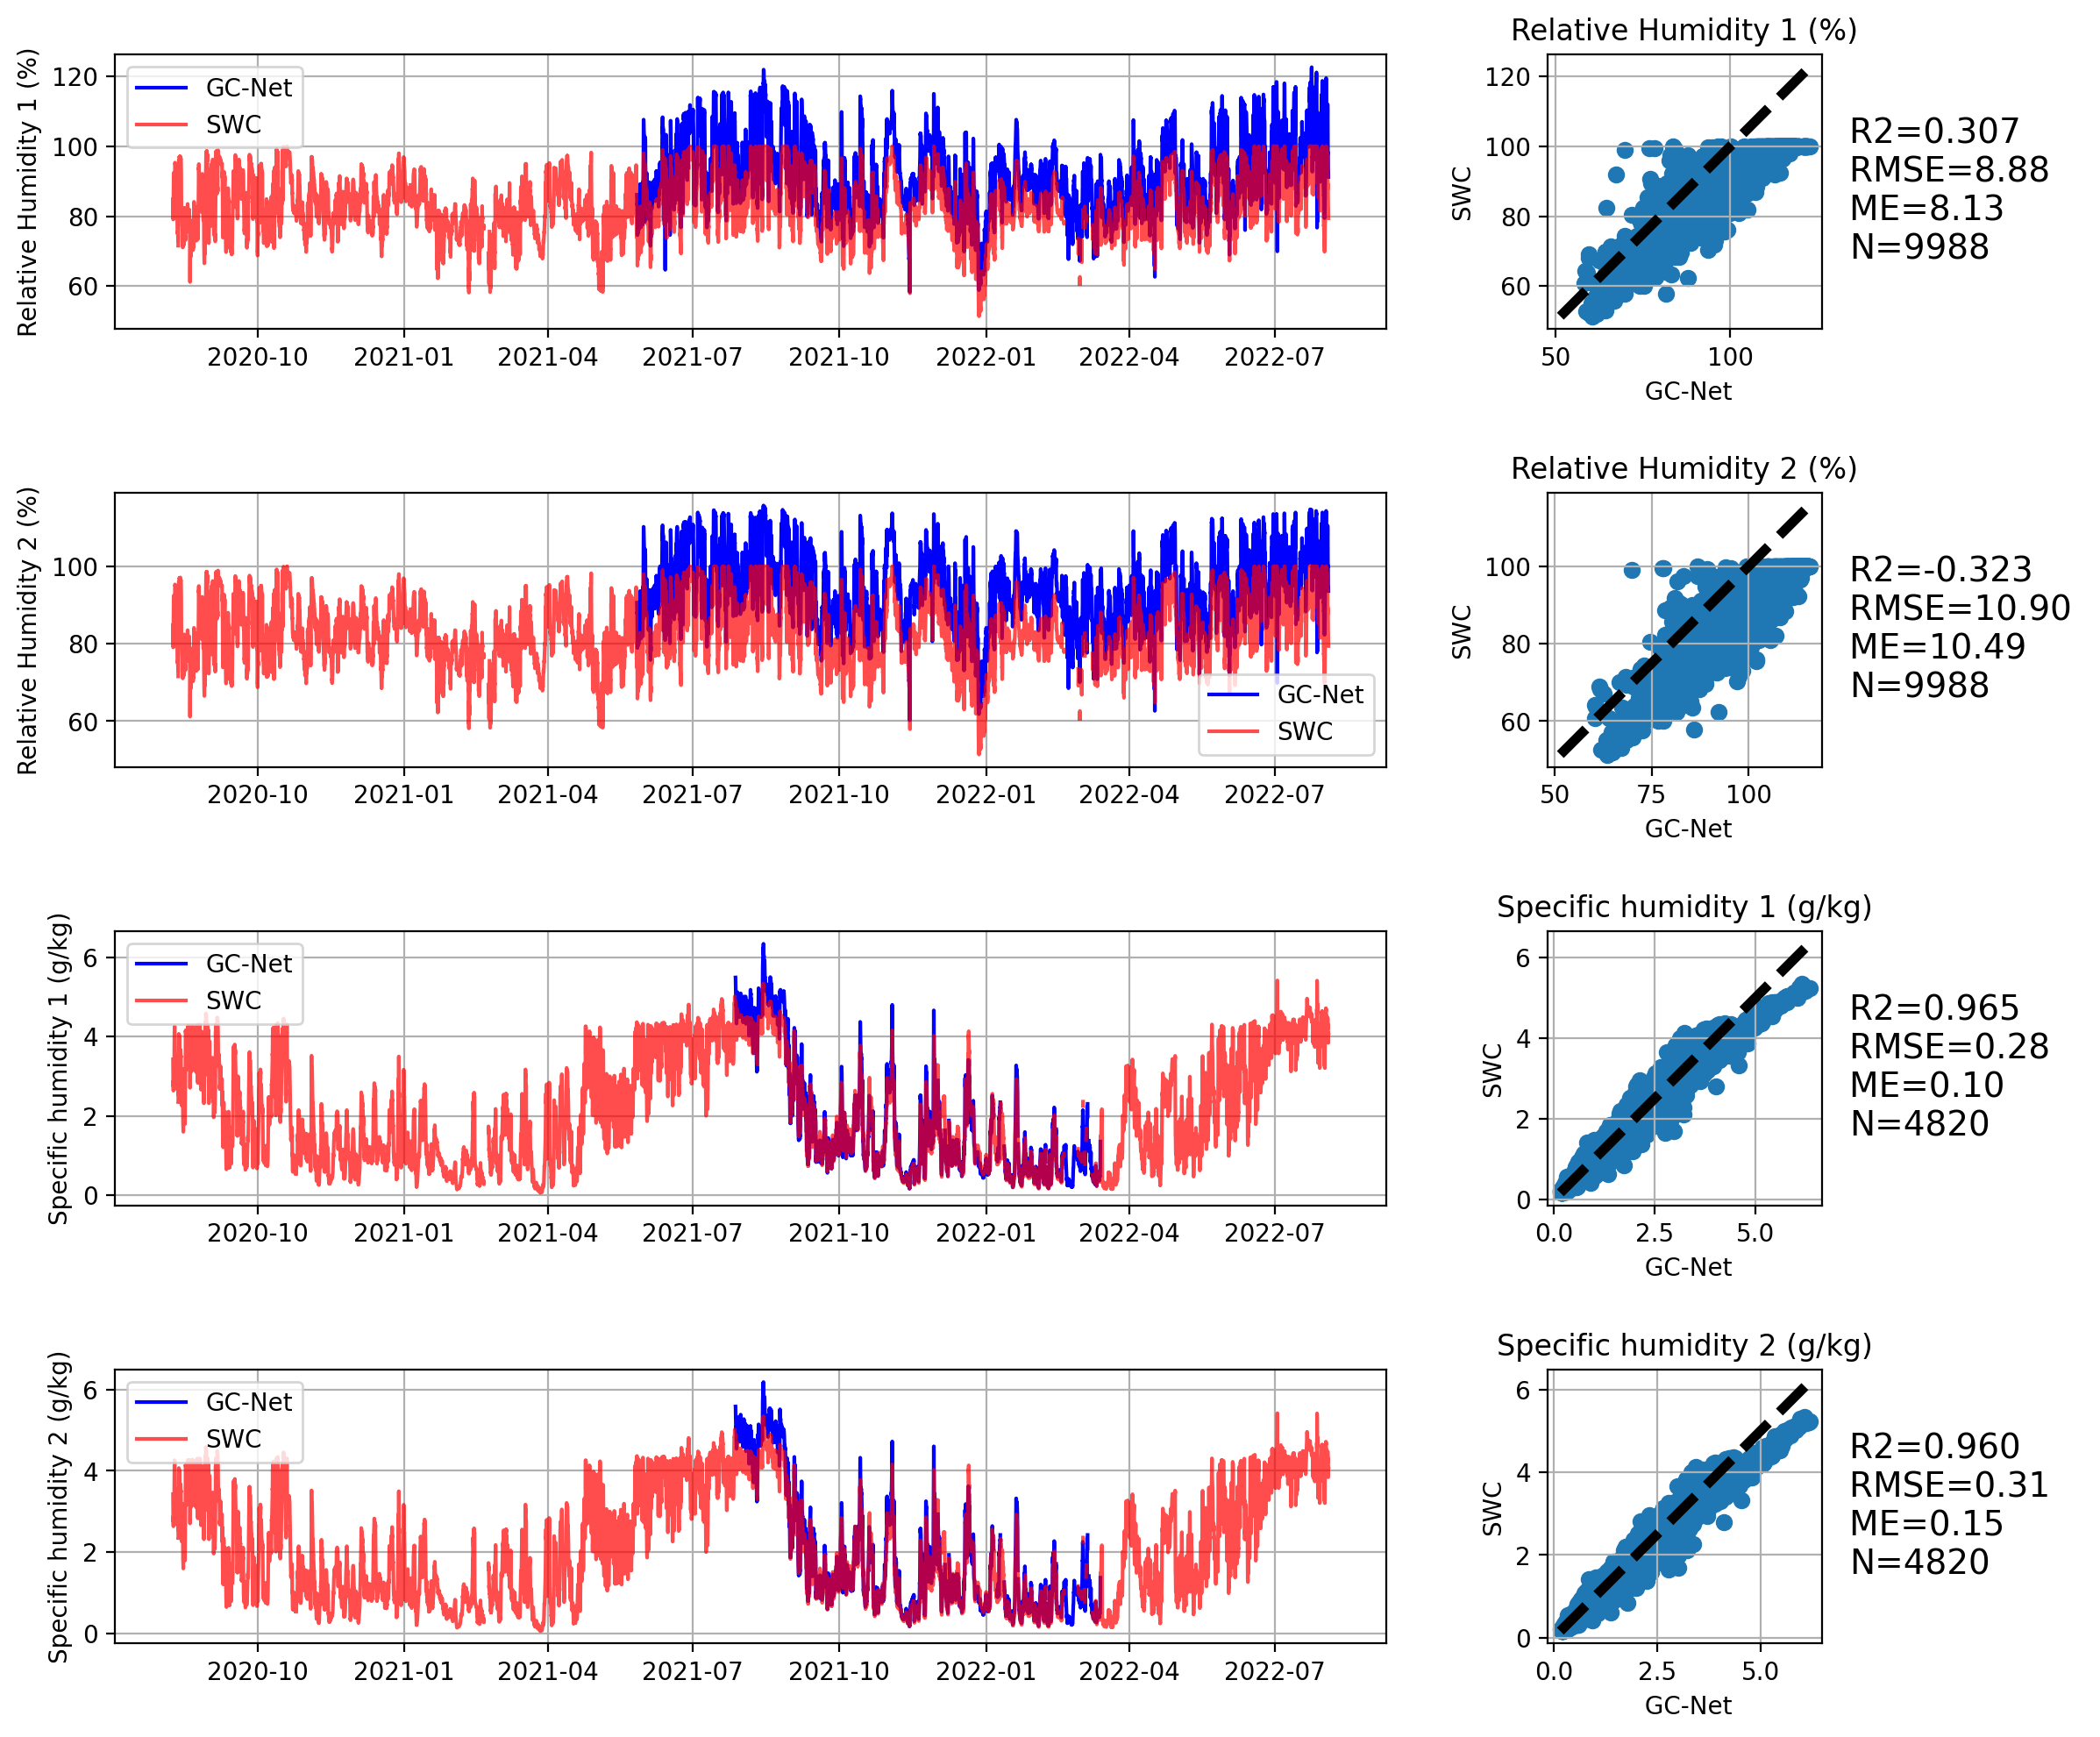 Relative Humidity 1 (%)
120
100
80
60
GC-Net
SWC
2020-10 2021-01 2021-04 2021-07 2021-10 2022-01 2022-04 2022-07
Relative Humidity 1 (%)
SWC
120
100
80
60
50 100
GC-Net
R2=0.307
RMSE=8.88
ME=8.13
N=9988
Relative Humidity 2 (%)
100
80
60
GC-Net
SWC
2020-10 2021-01 2021-04 2021-07 2021-10 2022-01 2022-04 2022-07
Relative Humidity 2 (%)
SWC
100
80
60
50 75 100
GC-Net
R2=-0.323
RMSE=10.90
ME=10.49
N=9988
Specific humidity 1 (g/kg)
6
4
2
0
GC-Net
SWC
2020-10 2021-01 2021-04 2021-07 2021-10 2022-01 2022-04 2022-07
Specific humidity 1 (g/kg)
SWC
6
4
2
0
0.0 2.5 5.0
GC-Net
R2=0.965
RMSE=0.28
ME=0.10
N=4820
Specific humidity 2 (g/kg)
6
4
2
0
GC-Net
SWC
2020-10 2021-01 2021-04 2021-07 2021-10 2022-01 2022-04 2022-07
Specific humidity 2 (g/kg)
SWC
6
4
2
0
0.0 2.5 5.0
GC-Net
R2=0.960
RMSE=0.31
ME=0.15
N=4820